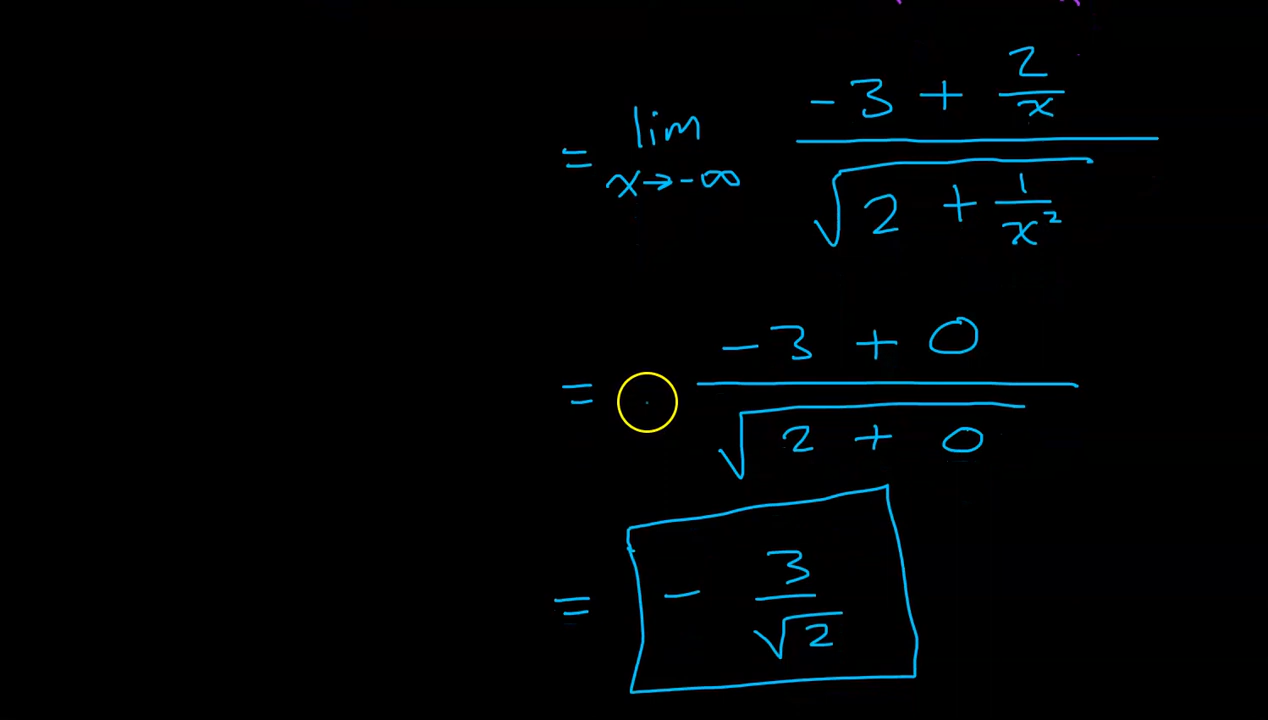 = lim x→-∞ (-3 + 2/x) / √(2 + 1/x²)
= (-3 + 0) / √(2 + 0)
= - 3/√2